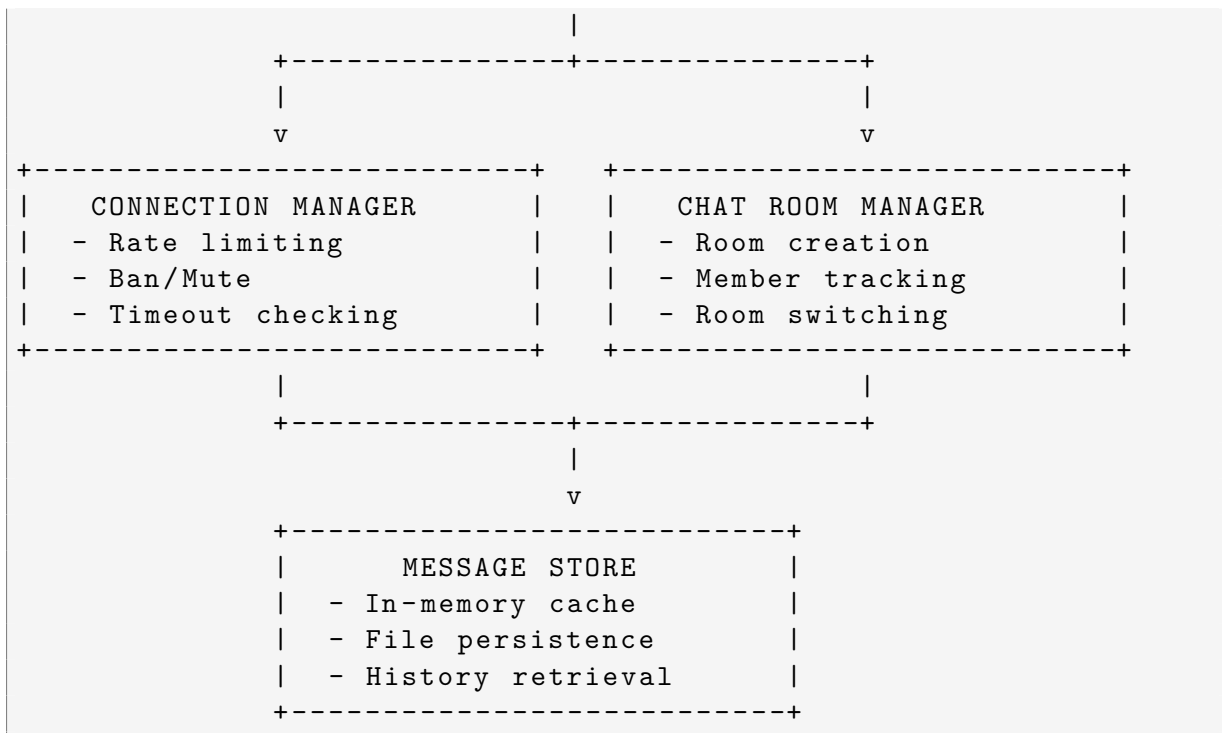 |
              +---------------+---------------+
              |                               |
              v                               v
+---------------------------+   +---------------------------+
|   CONNECTION MANAGER      |   |   CHAT ROOM MANAGER       |
|  - Rate limiting          |   |  - Room creation          |
|  - Ban/Mute               |   |  - Member tracking        |
|  - Timeout checking       |   |  - Room switching         |
+---------------------------+   +---------------------------+
              |                               |
              +---------------+---------------+
                              |
                              v
              +---------------------------+
              |      MESSAGE STORE        |
              |  - In-memory cache        |
              |  - File persistence       |
              |  - History retrieval      |
              +---------------------------+